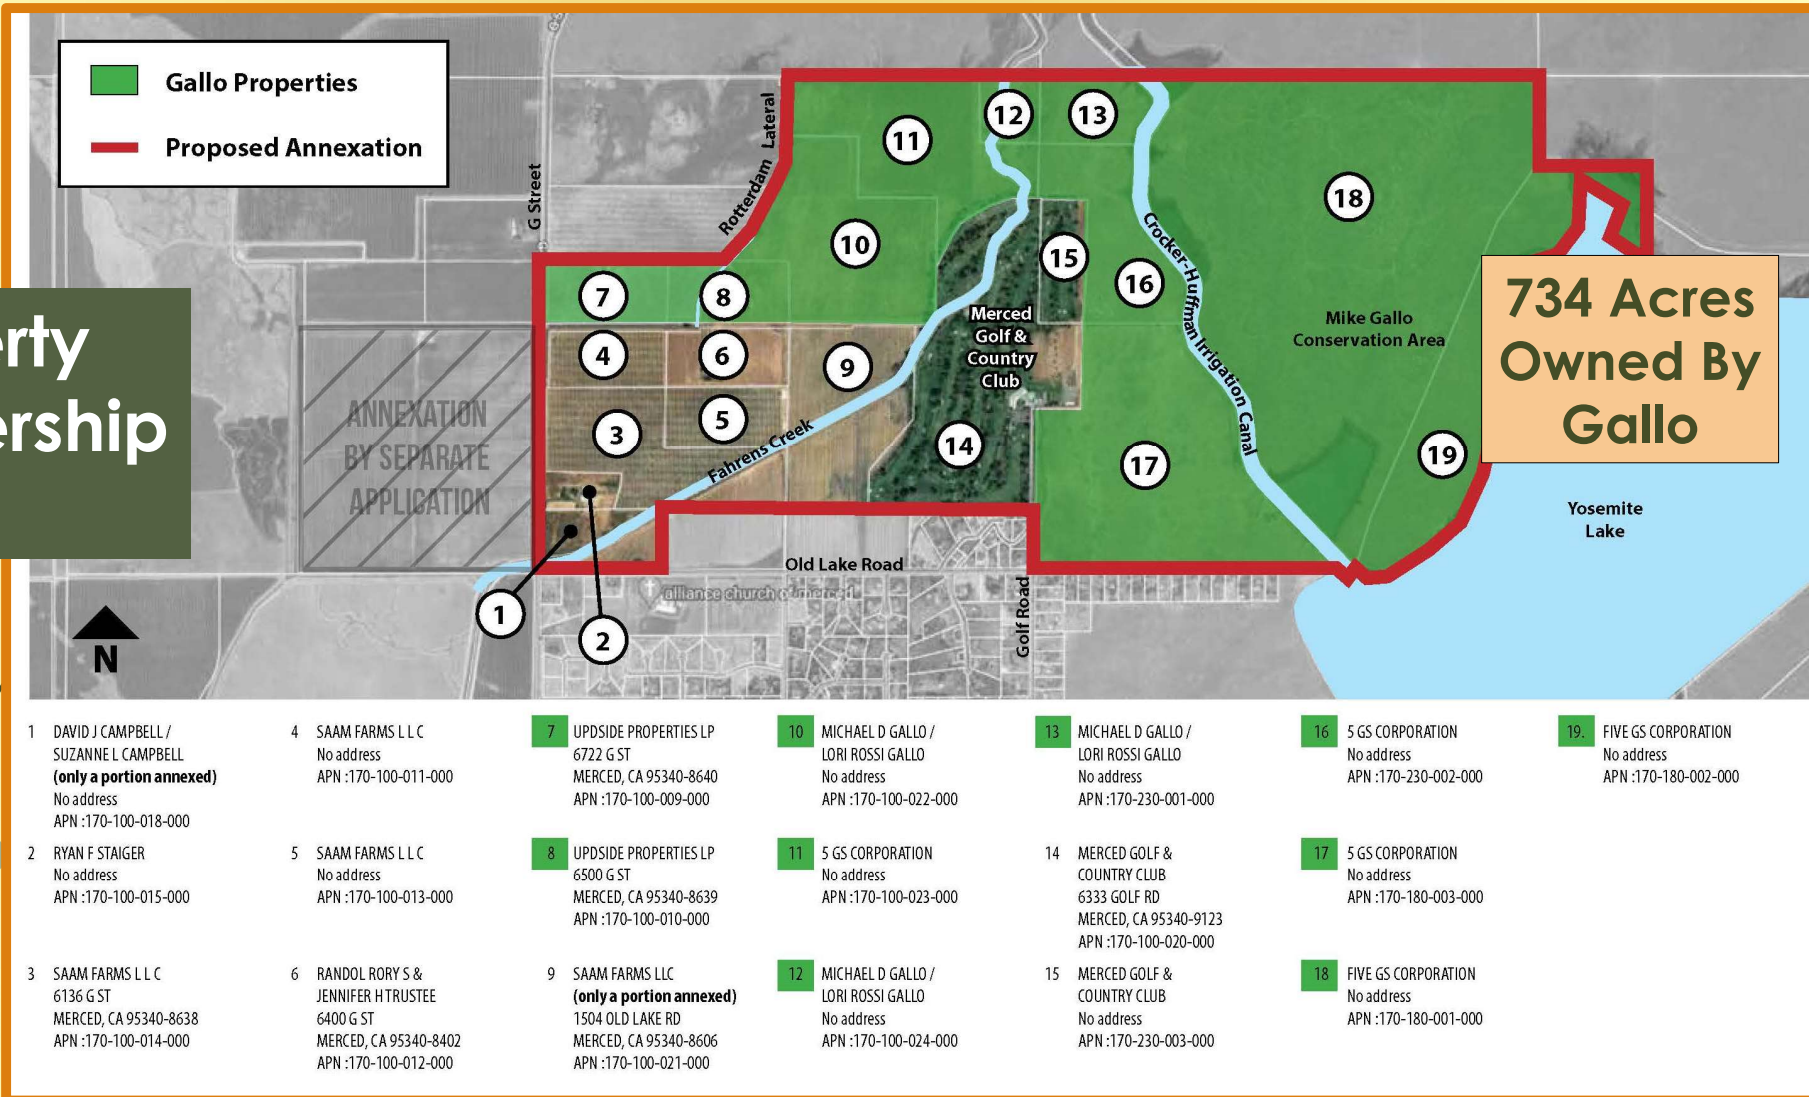 Gallo Properties
Proposed Annexation
G Street
Rotterdam Lateral
11
12
13
18
10
15
16
Crocker-Huffman Irrigation Canal
7
8
Merced
Golf &
Country
Club
Mike Gallo
Conservation Area
734 Acres
Owned By
Gallo
erty
ership
4
6
9
ANNEXATION
BY SEPARATE
APPLICATION
3
5
Fahrens Creek
14
17
19
Yosemite
Lake
Old Lake Road
alliance church of merced
Golf Road
1
2
N
1 DAVID J CAMPBELL /
SUZANNE L CAMPBELL
(only a portion annexed)
No address
APN :170-100-018-000
2 RYAN F STAIGER
No address
APN :170-100-015-000
3 SAAM FARMS L L C
6136 G ST
MERCED, CA 95340-8638
APN :170-100-014-000
4 SAAM FARMS L L C
No address
APN :170-100-011-000
5 SAAM FARMS L L C
No address
APN :170-100-013-000
6 RANDOL RORY S &
JENNIFER H TRUSTEE
6400 G ST
MERCED, CA 95340-8402
APN :170-100-012-000
7 UPDSIDE PROPERTIES LP
6722 G ST
MERCED, CA 95340-8640
APN :170-100-009-000
8 UPDSIDE PROPERTIES LP
6500 G ST
MERCED, CA 95340-8639
APN :170-100-010-000
9 SAAM FARMS LLC
(only a portion annexed)
1504 OLD LAKE RD
MERCED, CA 95340-8606
APN :170-100-021-000
10 MICHAEL D GALLO /
LORI ROSSI GALLO
No address
APN :170-100-022-000
11 5 GS CORPORATION
No address
APN :170-100-023-000
12 MICHAEL D GALLO /
LORI ROSSI GALLO
No address
APN :170-100-024-000
13 MICHAEL D GALLO /
LORI ROSSI GALLO
No address
APN :170-230-001-000
14 MERCED GOLF &
COUNTRY CLUB
6333 GOLF RD
MERCED, CA 95340-9123
APN :170-100-020-000
15 MERCED GOLF &
COUNTRY CLUB
No address
APN :170-230-003-000
16 5 GS CORPORATION
No address
APN :170-230-002-000
17 5 GS CORPORATION
No address
APN :170-180-003-000
18 FIVE GS CORPORATION
No address
APN :170-180-001-000
19. FIVE GS CORPORATION
No address
APN :170-180-002-000